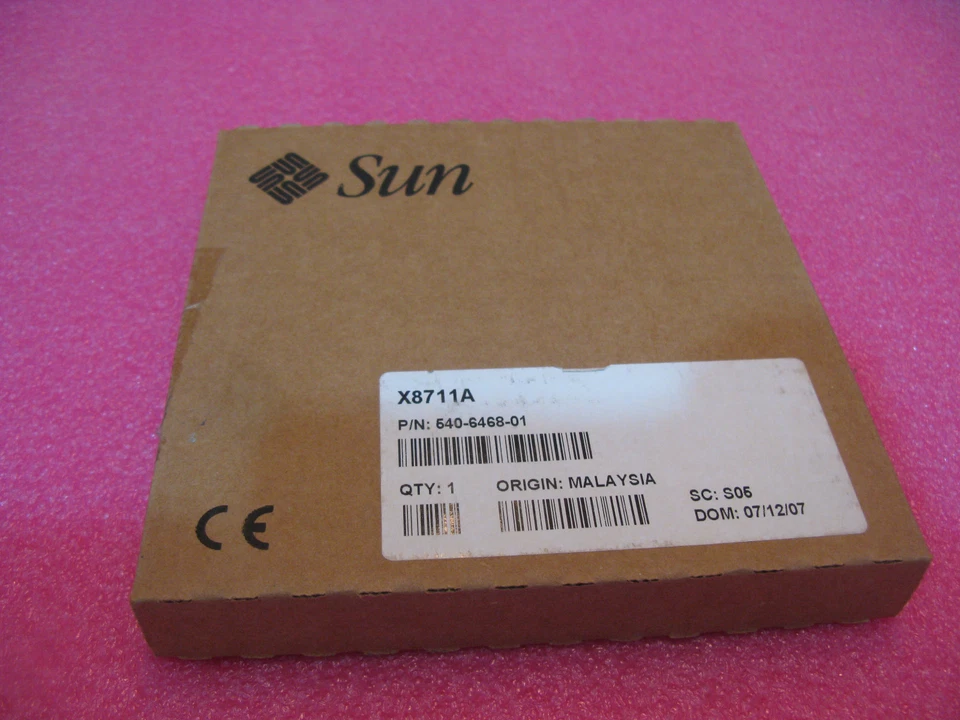 Sun
X8711A
P/N: 540-6468-01
QTY: 1
ORIGIN: MALAYSIA
SC: S05
DOM: 07/12/07
CE